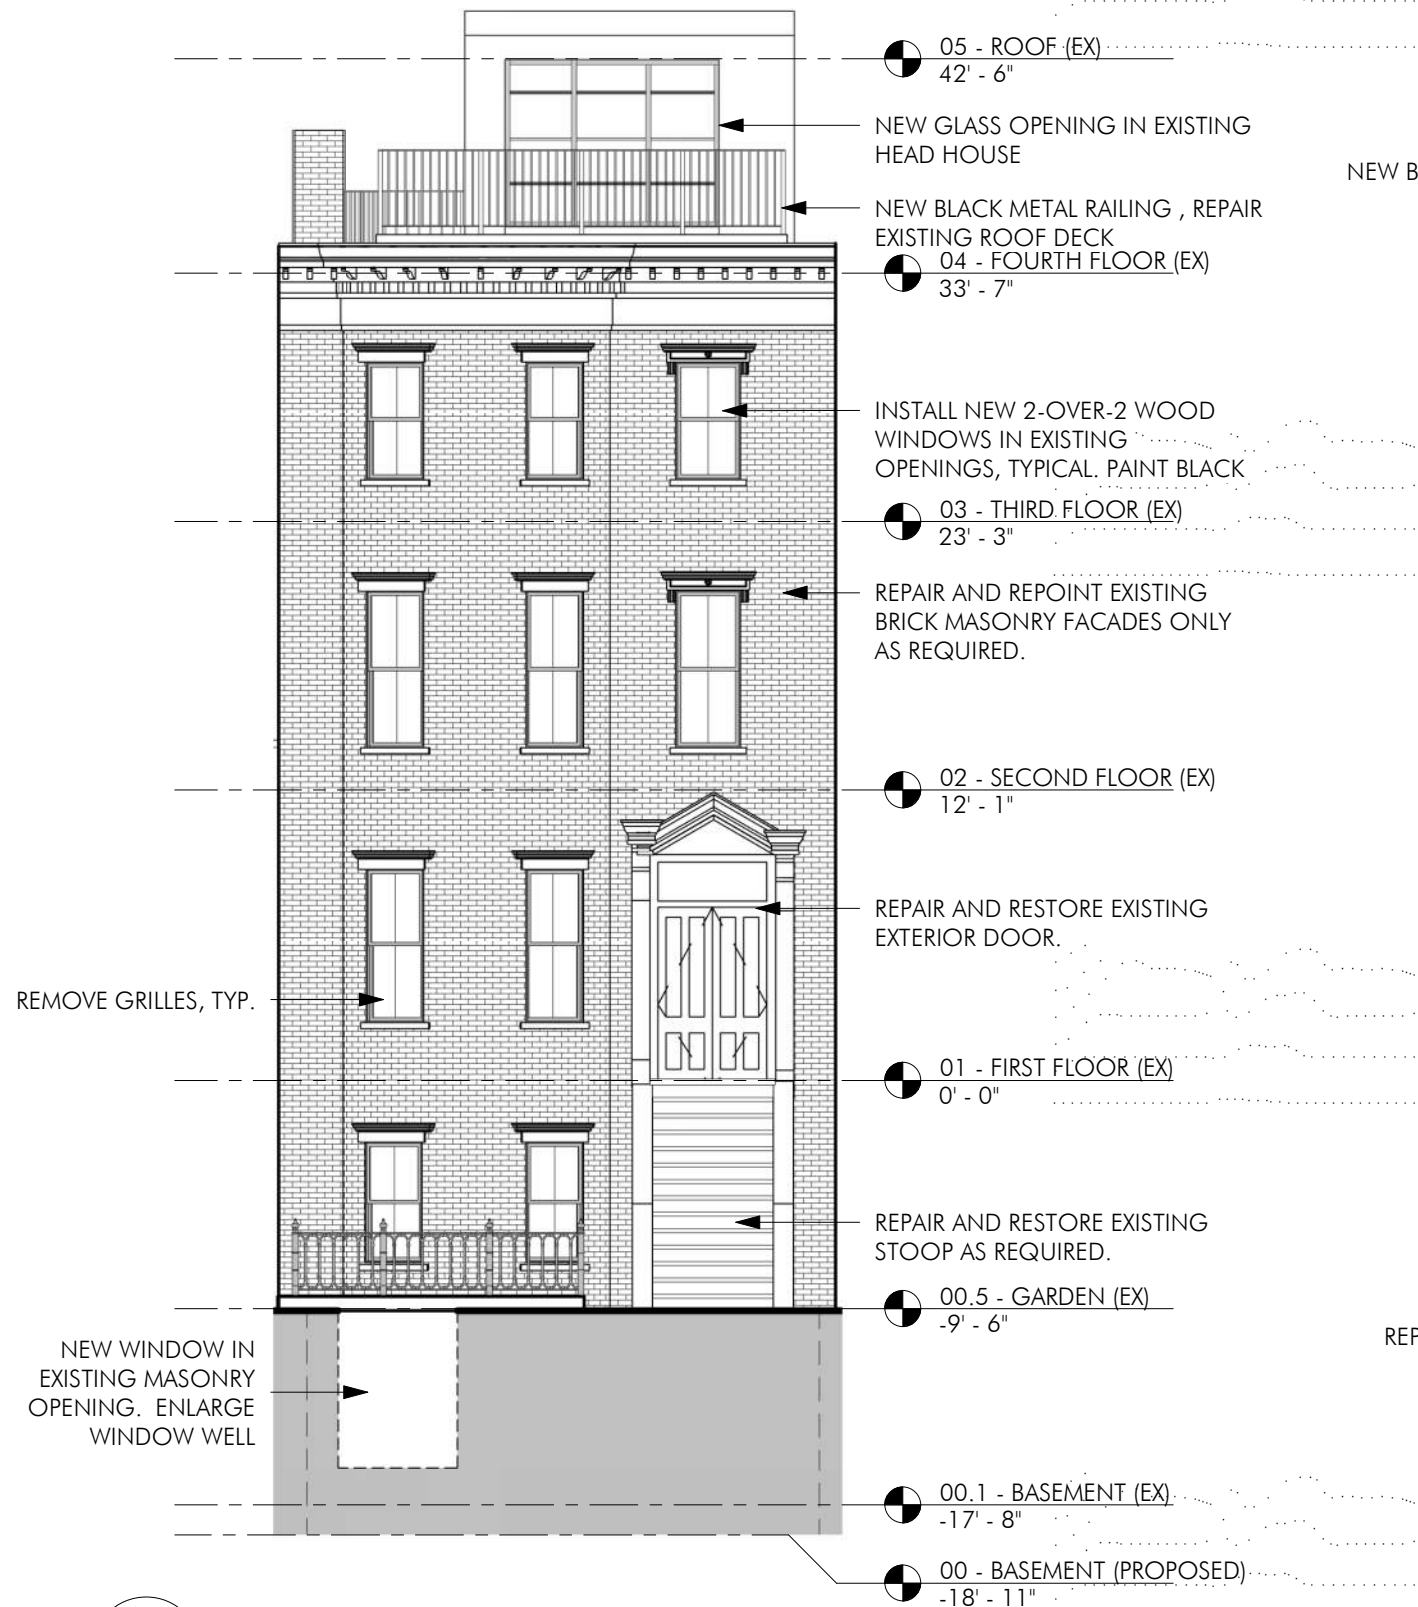 05 - ROOF (EX)
42' - 6"
NEW GLASS OPENING IN EXISTING
HEAD HOUSE
NEW B
NEW BLACK METAL RAILING , REPAIR
EXISTING ROOF DECK
04 - FOURTH FLOOR (EX)
33' - 7"
INSTALL NEW 2-OVER-2 WOOD
WINDOWS IN EXISTING
OPENINGS, TYPICAL. PAINT BLACK
03 - THIRD FLOOR (EX)
23' - 3"
REPAIR AND REPOINT EXISTING
BRICK MASONRY FACADES ONLY
AS REQUIRED.
02 - SECOND FLOOR (EX)
12' - 1"
REPAIR AND RESTORE EXISTING
EXTERIOR DOOR.
REMOVE GRILLES, TYP.
01 - FIRST FLOOR (EX)
0' - 0"
REPAIR AND RESTORE EXISTING
STOOP AS REQUIRED.
00.5 - GARDEN (EX)
-9' - 6"
REP
NEW WINDOW IN
EXISTING MASONRY
OPENING. ENLARGE
WINDOW WELL
00.1 - BASEMENT (EX)
-17' - 8"
00 - BASEMENT (PROPOSED)
-18' - 11"